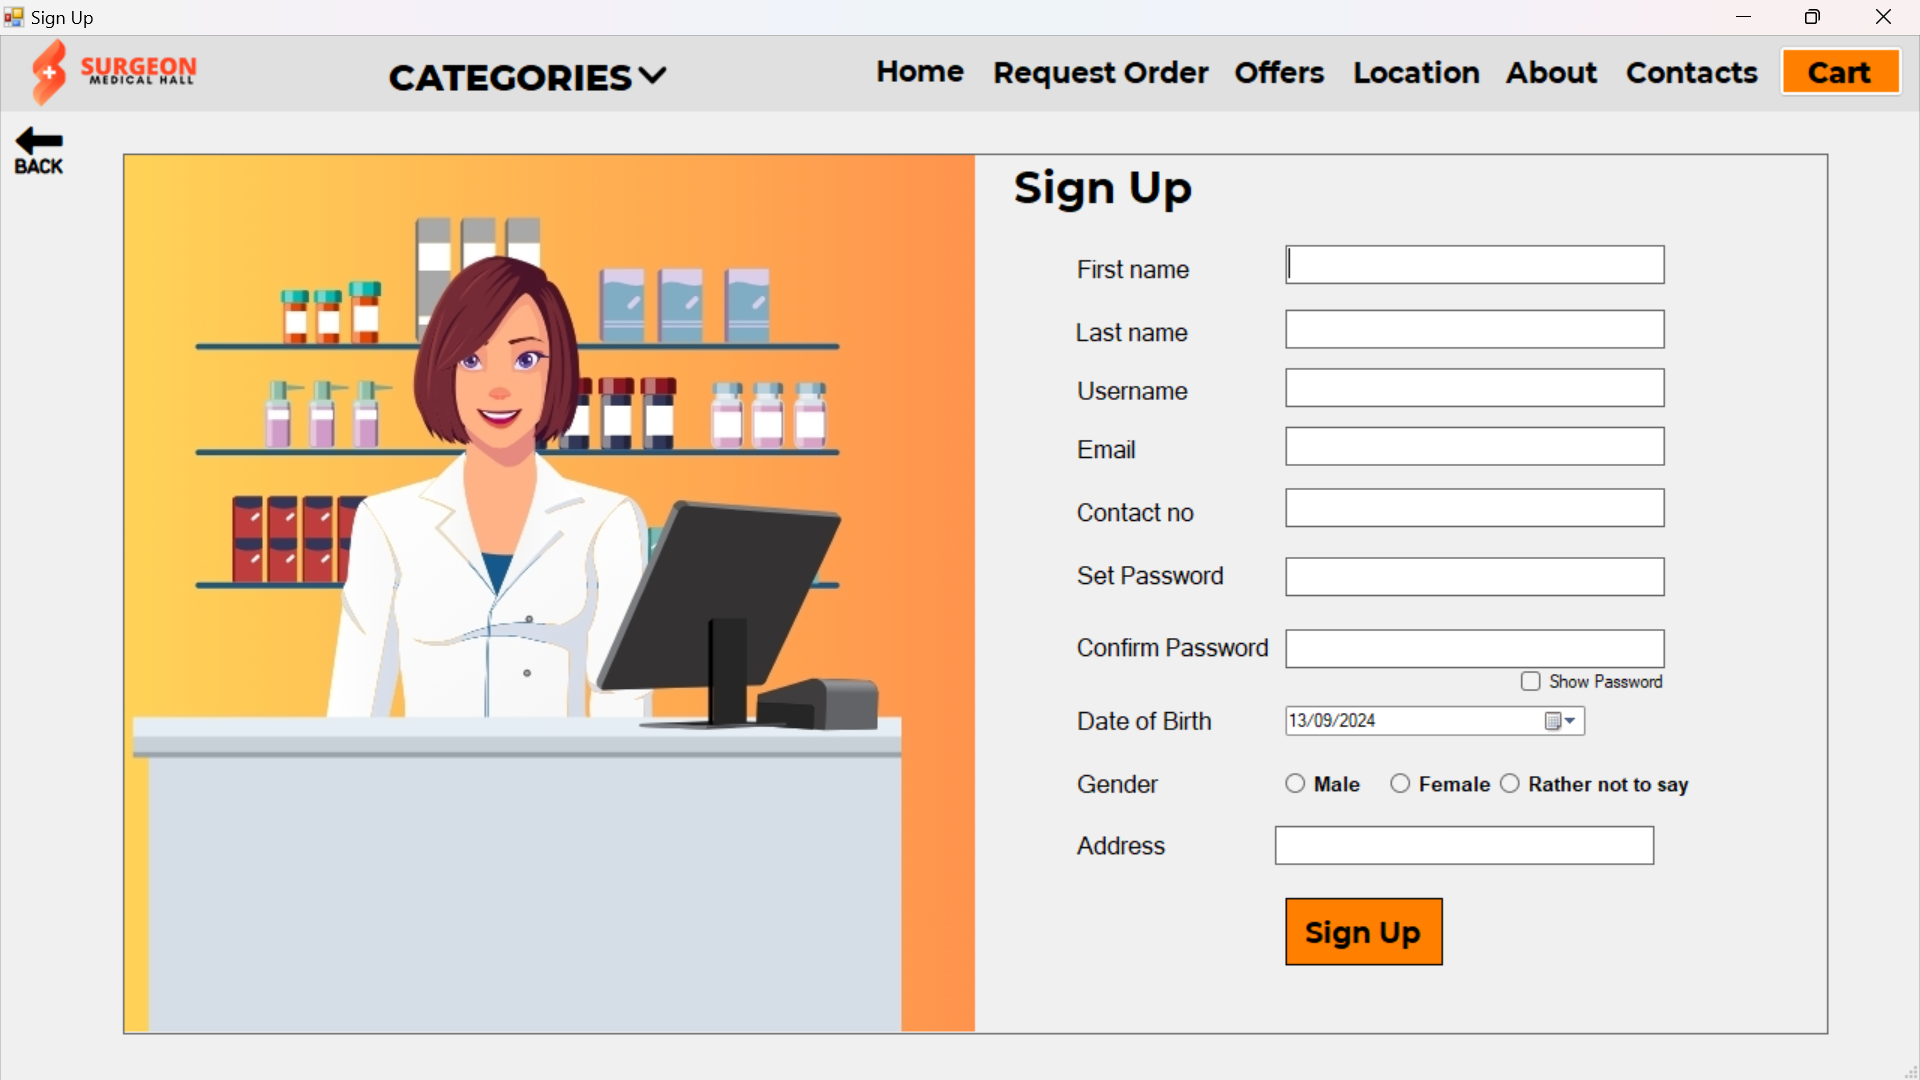 Sign Up
SURGEON
MEDICAL HALL
CATEGORIES
Home Request Order Offers Location About Contacts Cart
BACK
Sign Up
First name
Last name
Username
Email
Contact no
Set Password
Confirm Password
Show Password
Date of Birth 13/09/2024
Gender Male Female Rather not to say
Address
Sign Up